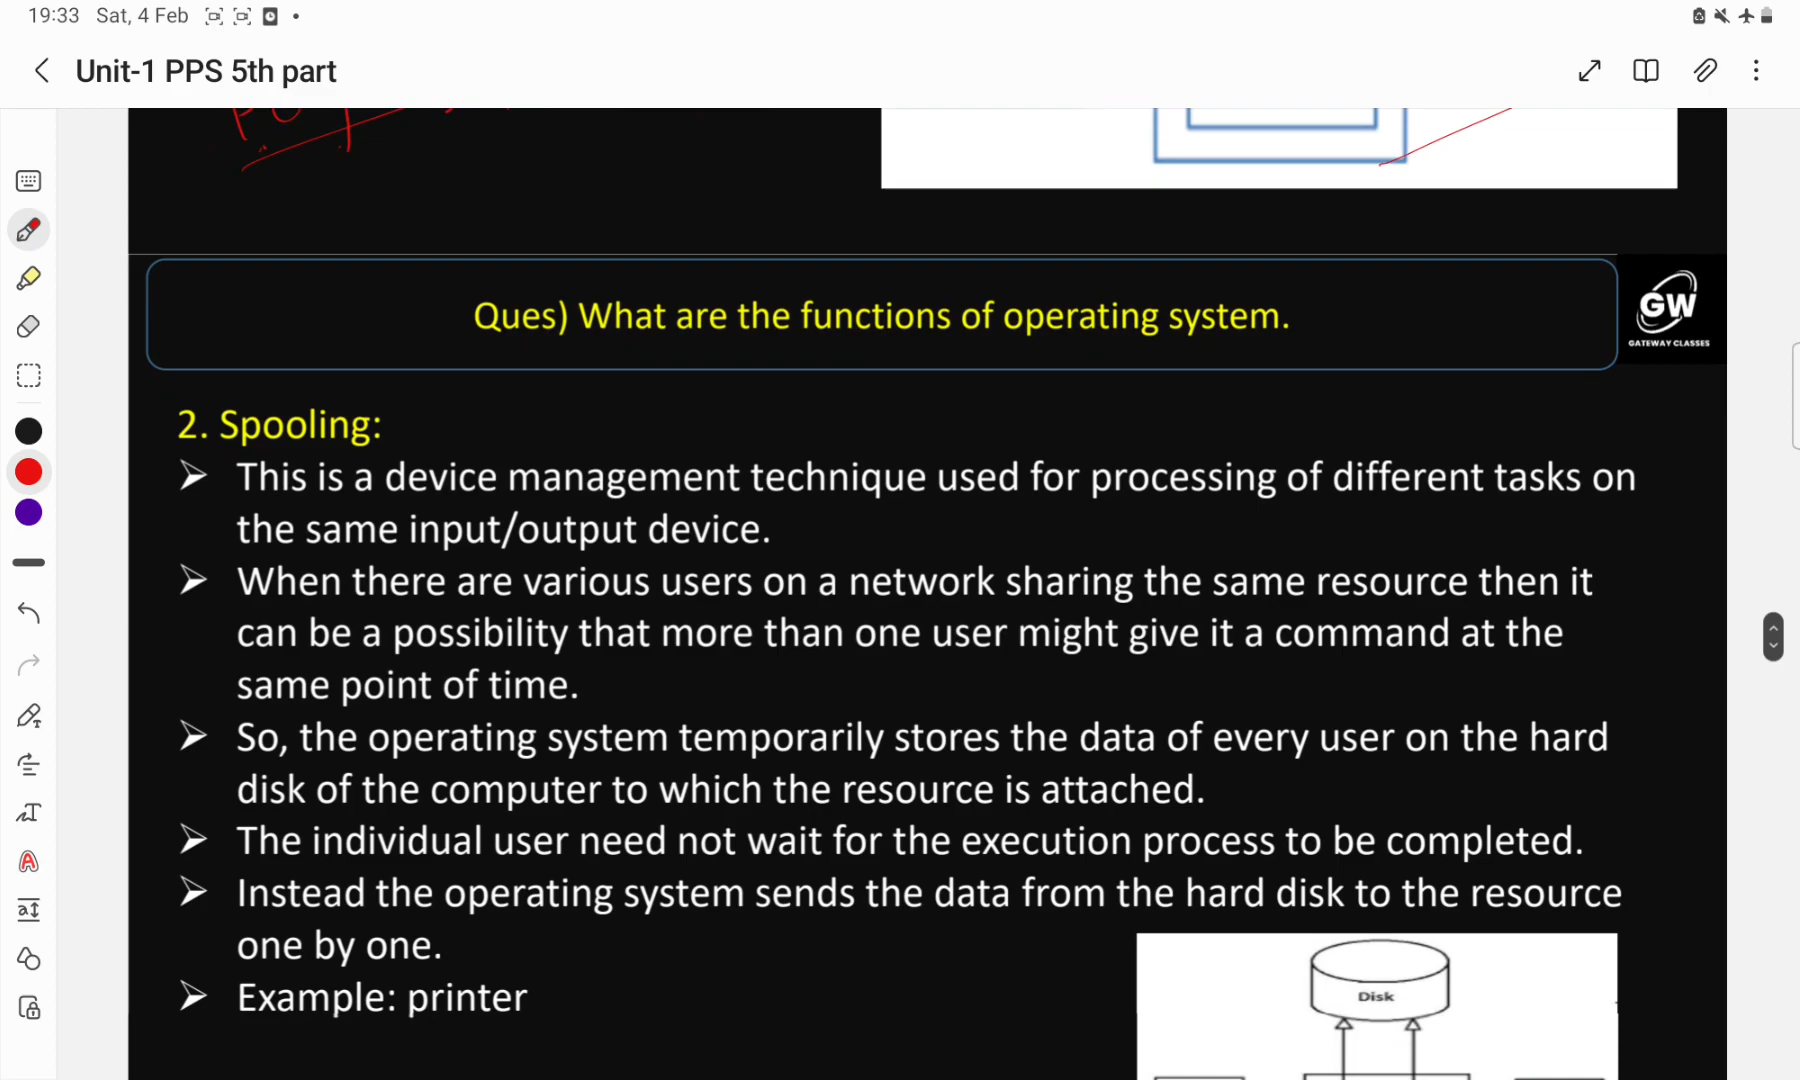 19:33 Sat, 4 Feb
Unit-1 PPS 5th part
Ques) What are the functions of operating system.
GW
GATEWAY CLASSES
2. Spooling:
➢ This is a device management technique used for processing of different tasks on
the same input/output device.
➢ When there are various users on a network sharing the same resource then it
can be a possibility that more than one user might give it a command at the
same point of time.
➢ So, the operating system temporarily stores the data of every user on the hard
disk of the computer to which the resource is attached.
➢ The individual user need not wait for the execution process to be completed.
➢ Instead the operating system sends the data from the hard disk to the resource
one by one.
➢ Example: printer
Disk